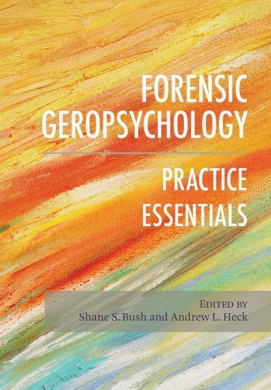 FORENSIC
GEROPSYCHOLOGY
PRACTICE
ESSENTIALS
EDITED BY
Shane S. Bush and Andrew L. Heck